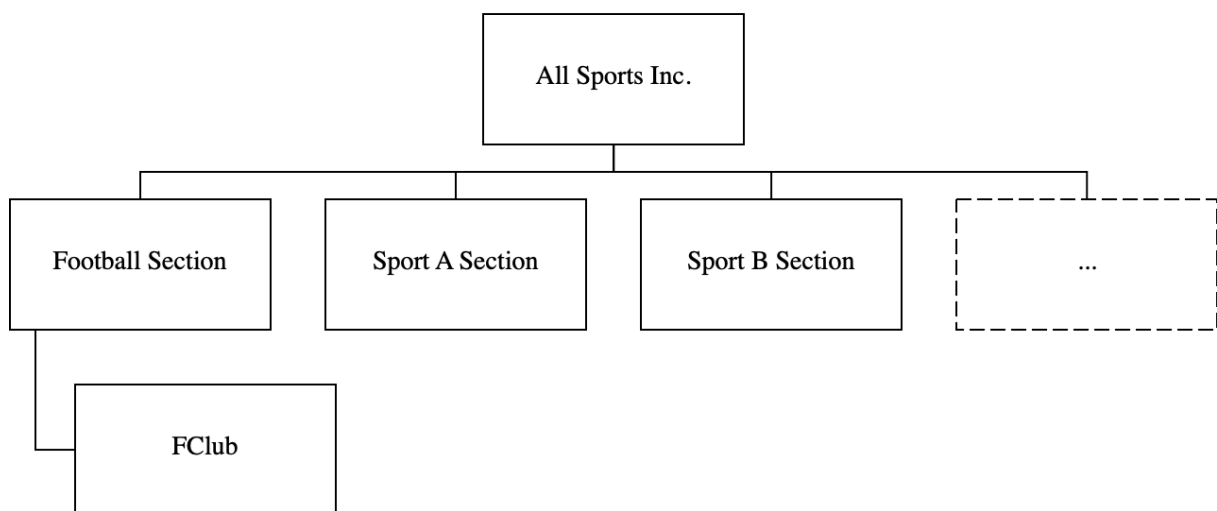 All Sports Inc.
Football Section
Sport A Section
Sport B Section
...
FClub